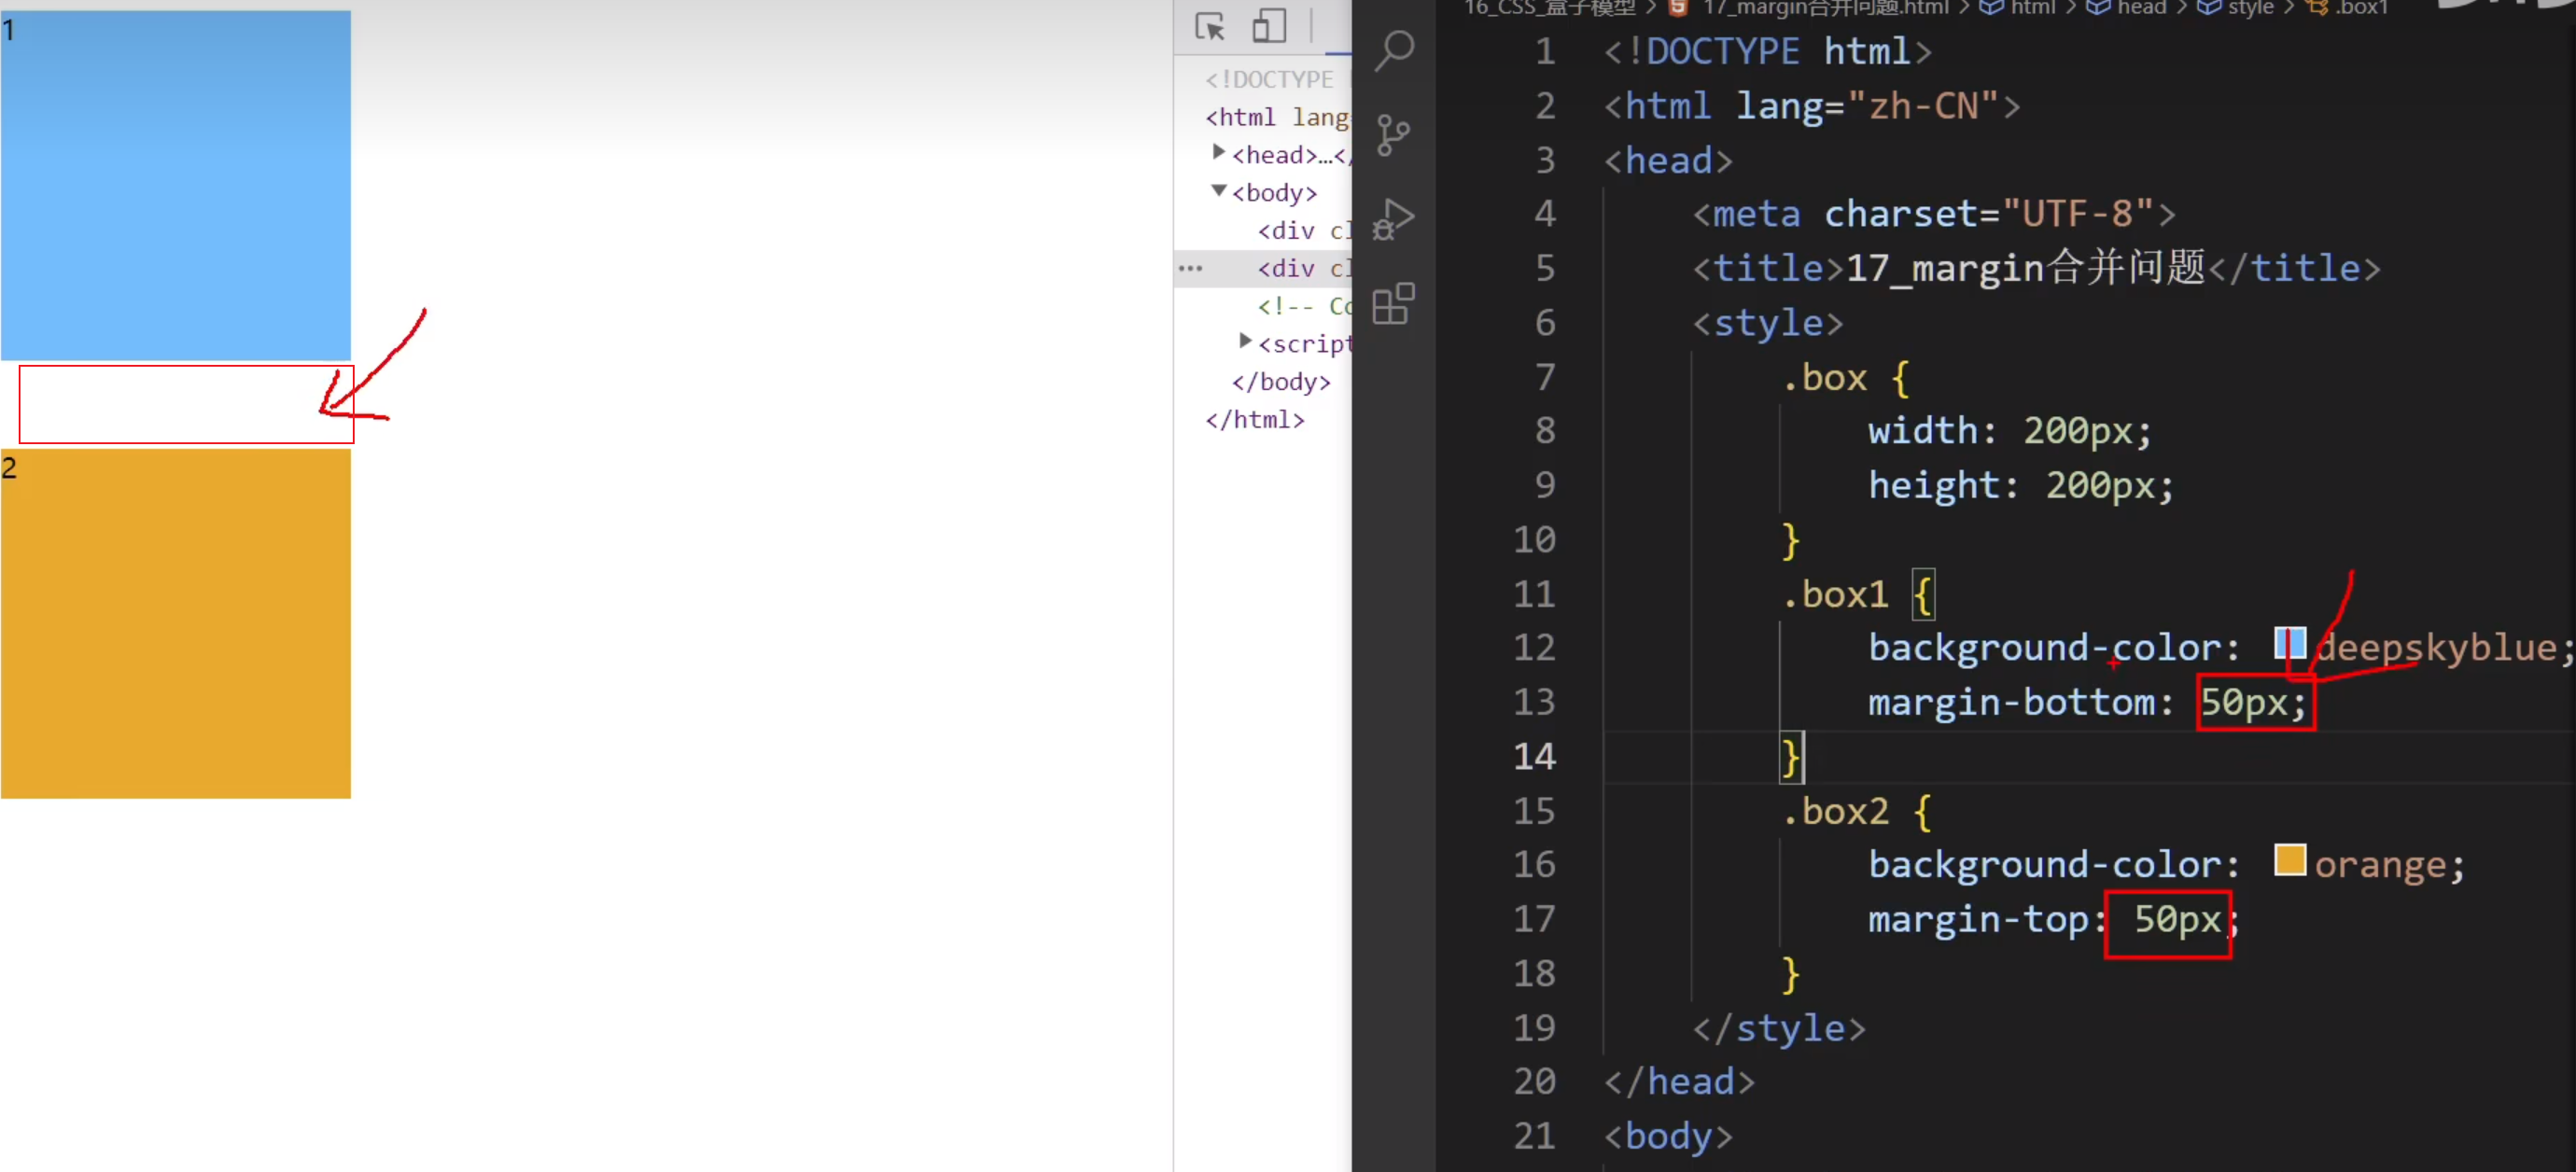 1
2
<!DOCTYPE
<html lang
<head>…</
<body>
<div cl
<div cl
<!-- Co
<script
</body>
</html>
16_CSS_盒子模型 > 17_margin合并问题.html > html > head > style > .box1
1 <!DOCTYPE html>
2 <html lang="zh-CN">
3 <head>
4 <meta charset="UTF-8">
5 <title>17_margin合并问题</title>
6 <style>
7 .box {
8 width: 200px;
9 height: 200px;
10 }
11 .box1 {
12 background-color: deepskyblue;
13 margin-bottom: 50px;
14 }
15 .box2 {
16 background-color: orange;
17 margin-top: 50px;
18 }
19 </style>
20 </head>
21 <body>